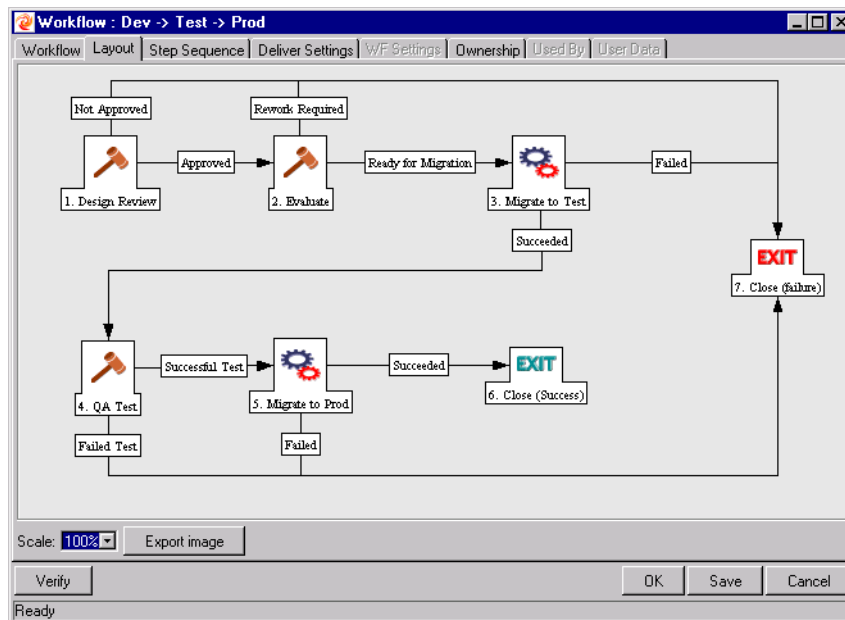 Workflow : Dev -> Test -> Prod
Workflow Layout Step Sequence Deliver Settings WF Settings Ownership Used By User Data
Not Approved
Rework Required
Approved
Ready for Migration
Failed
1. Design Review
2. Evaluate
3. Migrate to Test
Succeeded
EXIT
7. Close (failure)
Successful Test
Succeeded
EXIT
4. QA Test
5. Migrate to Prod
6. Close (Success)
Failed Test
Failed
Scale: 100% Export image
Verify OK Save Cancel
Ready